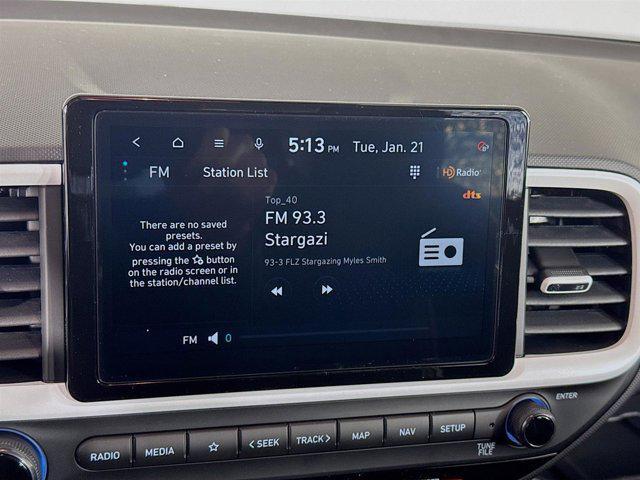 5:13 PM Tue, Jan. 21
FM Station List HD Radio
dts
There are no saved
presets.
You can add a preset by
pressing the button
on the radio screen or in
the station/channel list.
Top_40
FM 93.3
Stargazi
93-3 FLZ Stargazing Myles Smith
FM 0
RADIO MEDIA < SEEK TRACK > MAP NAV SETUP
TUNE
FILE
ENTER